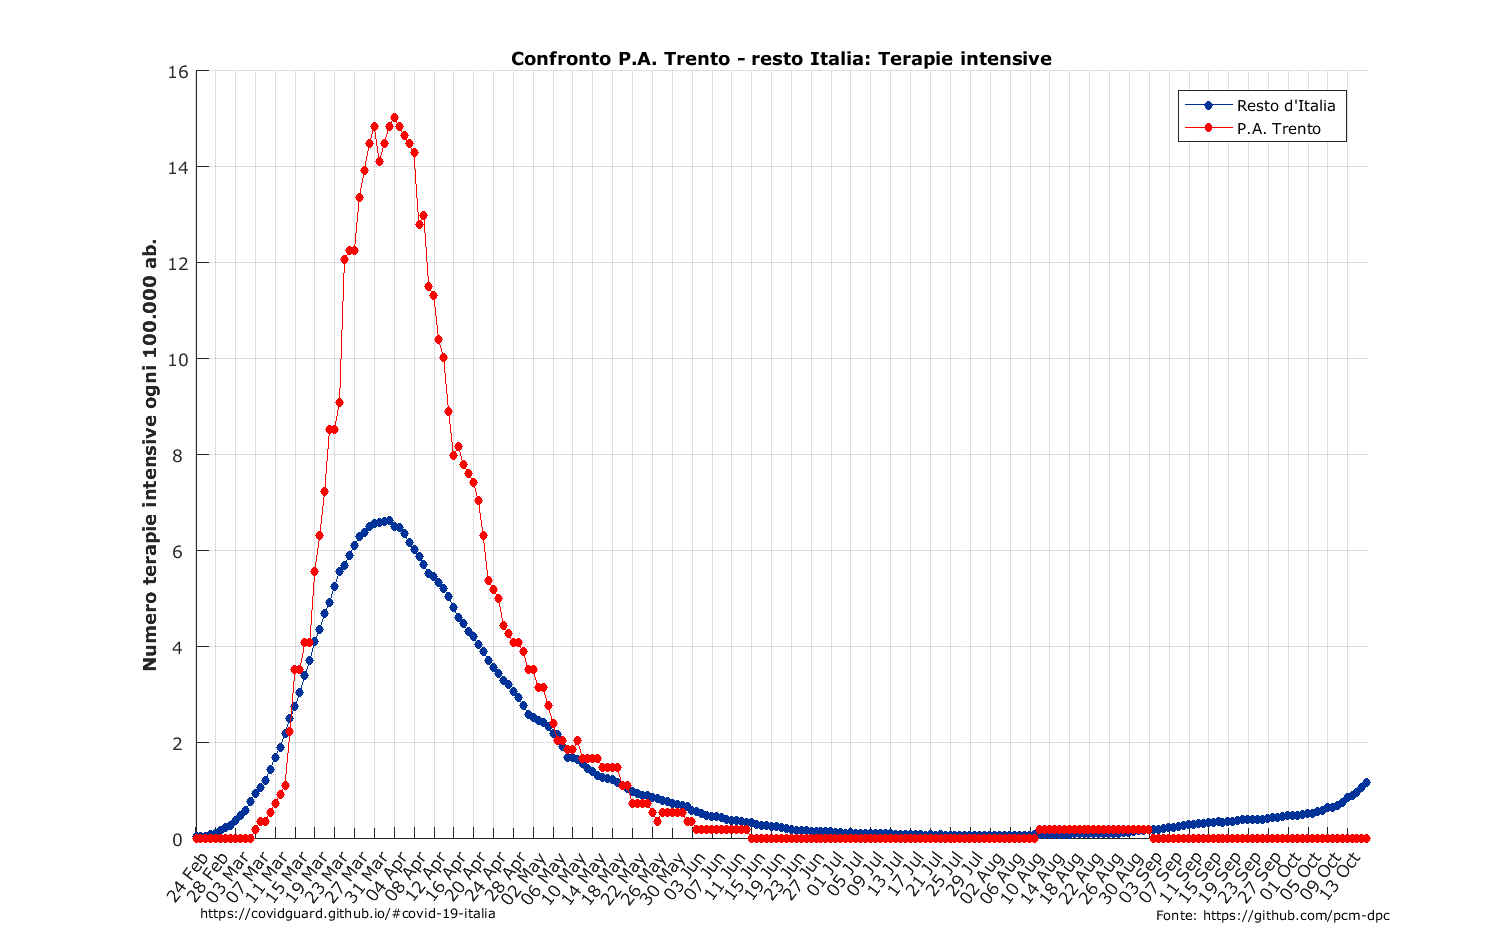 Confronto P.A. Trento - resto Italia: Terapie intensive
Resto d'Italia
P.A. Trento
Numero terapie intensive ogni 100.000 ab.
16
14
12
10
8
6
4
2
0
24 Feb
28 Feb
03 Mar
07 Mar
11 Mar
15 Mar
19 Mar
23 Mar
27 Mar
31 Mar
04 Apr
08 Apr
12 Apr
16 Apr
20 Apr
24 Apr
28 Apr
02 May
06 May
10 May
14 May
18 May
22 May
26 May
30 May
03 Jun
07 Jun
11 Jun
15 Jun
19 Jun
23 Jun
27 Jun
01 Jul
05 Jul
09 Jul
13 Jul
17 Jul
21 Jul
25 Jul
29 Jul
02 Aug
06 Aug
10 Aug
14 Aug
18 Aug
22 Aug
26 Aug
30 Aug
03 Sep
07 Sep
11 Sep
15 Sep
19 Sep
23 Sep
27 Sep
01 Oct
05 Oct
09 Oct
13 Oct
https://covidguard.github.io/#covid-19-italia
Fonte: https://github.com/pcm-dpc